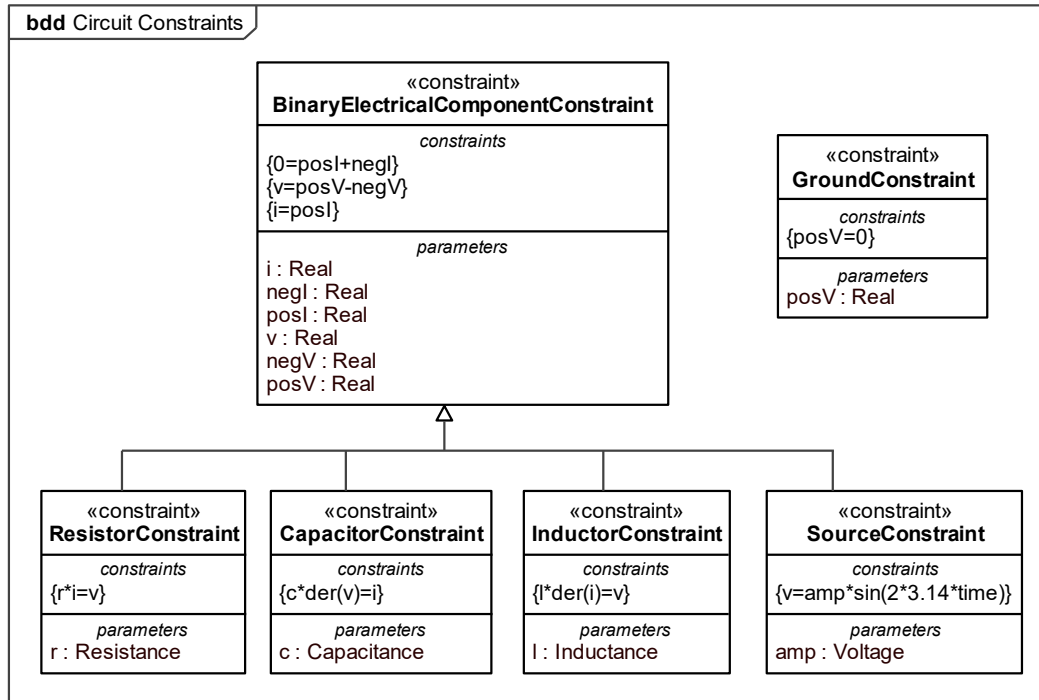 bdd Circuit Constraints
«constraint»
BinaryElectricalComponentConstraint
constraints
{0=posI+negI}
{v=posV-negV}
{i=posI}
parameters
i : Real
negI : Real
posI : Real
v : Real
negV : Real
posV : Real
«constraint»
GroundConstraint
constraints
{posV=0}
parameters
posV : Real
«constraint»
ResistorConstraint
constraints
{r*i=v}
parameters
r : Resistance
«constraint»
CapacitorConstraint
constraints
{c*der(v)=i}
parameters
c : Capacitance
«constraint»
InductorConstraint
constraints
{l*der(i)=v}
parameters
l : Inductance
«constraint»
SourceConstraint
constraints
{v=amp*sin(2*3.14*time)}
parameters
amp : Voltage